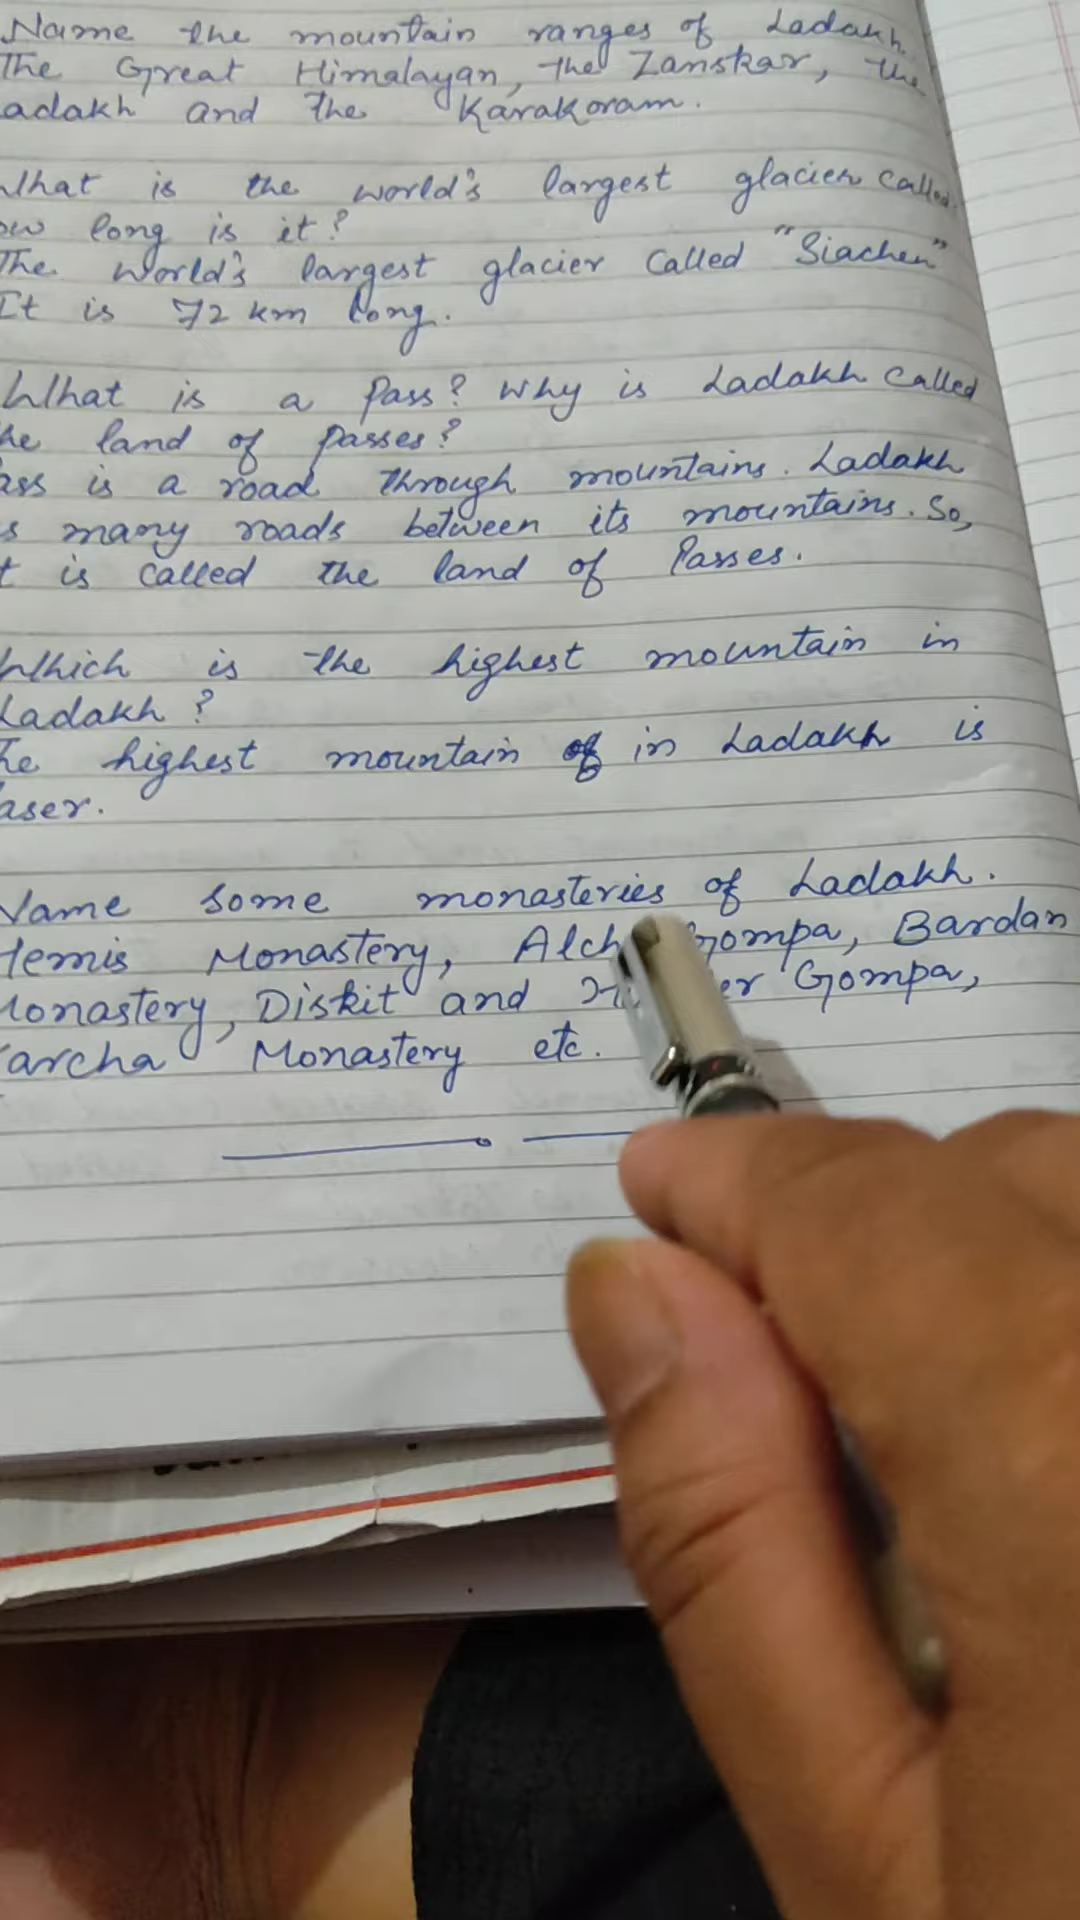 Name the mountain ranges of Ladakh.
The Great Himalayan, the Zanskar, the
adakh and the Karakoram.
What is the world's largest glacier called.
ow long is it?
The world's largest glacier called "Siachen"
It is 72 km long.
What is a pass? Why is Ladakh called
he land of passes?
ass is a road through mountains. Ladakh
s many roads between its mountains. So,
t is called the land of Passes.
Which is the highest mountain in
Ladakh?
he highest mountain in Ladakh is
aser.
Name some monasteries of Ladakh.
Hemis Monastery, Alch Gompa, Bardan
Monastery, Diskit and er Gompa,
archa Monastery etc.